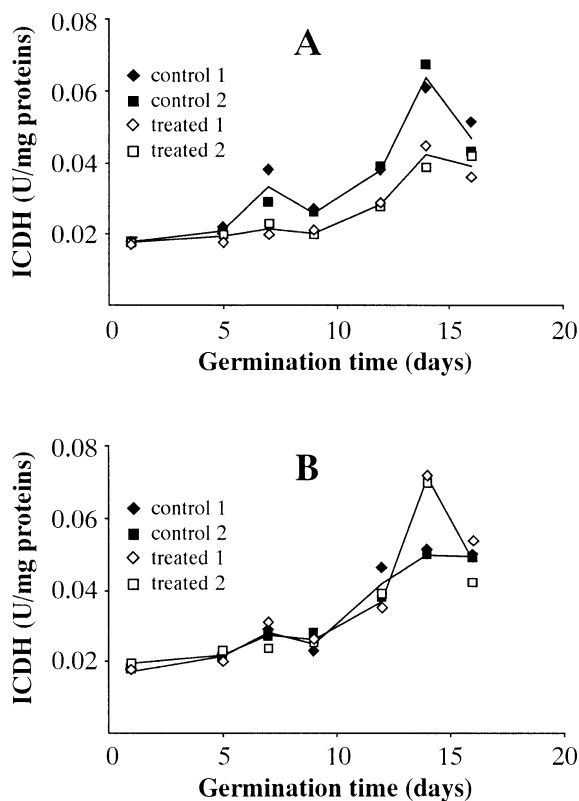 A
ICDH (U/mg proteins)
0.08
0.06
0.04
0.02
control 1
control 2
treated 1
treated 2
0 5 10 15 20
Germination time (days)
B
ICDH (U/mg proteins)
0.08
0.06
0.04
0.02
control 1
control 2
treated 1
treated 2
0 5 10 15 20
Germination time (days)